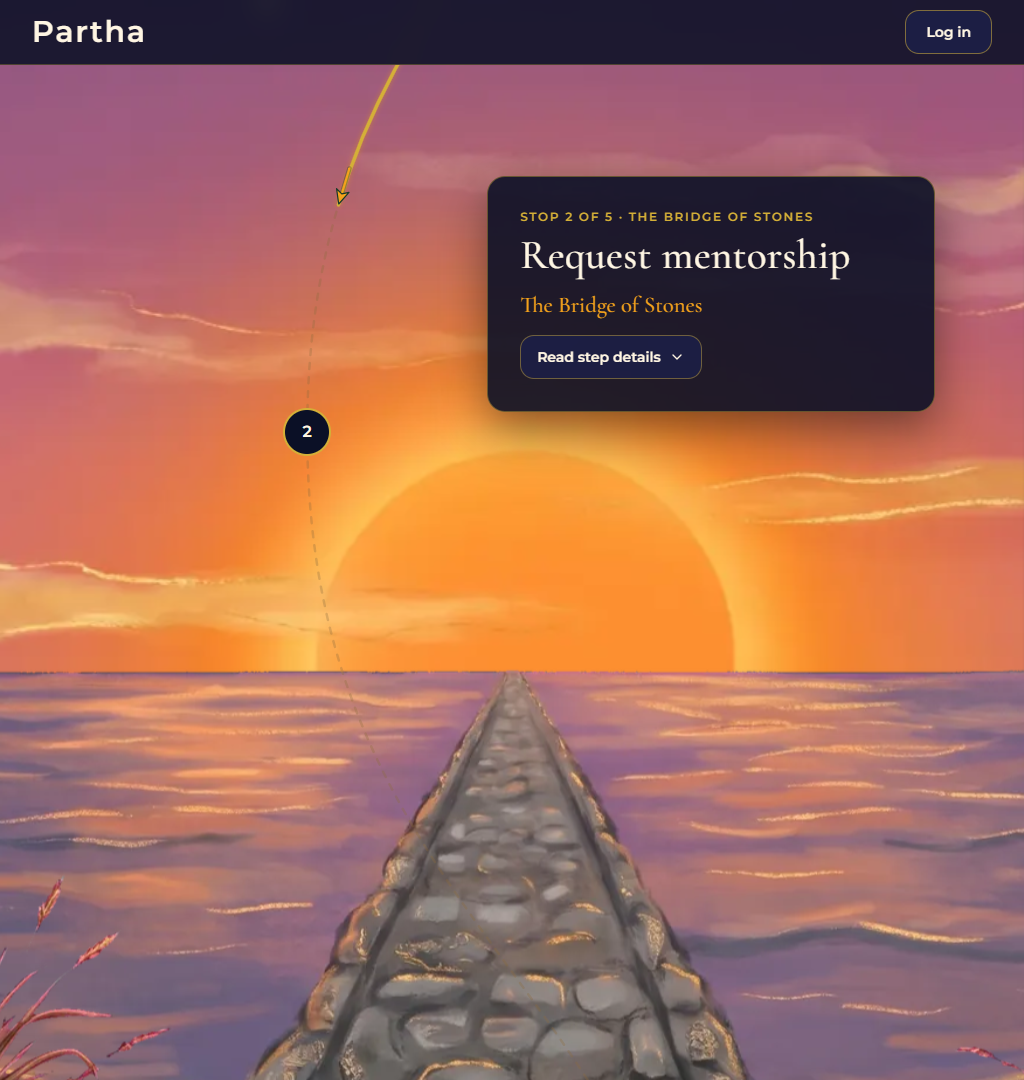 Partha
Log in
STOP 2 OF 5 · THE BRIDGE OF STONES
Request mentorship
The Bridge of Stones
Read step details
2